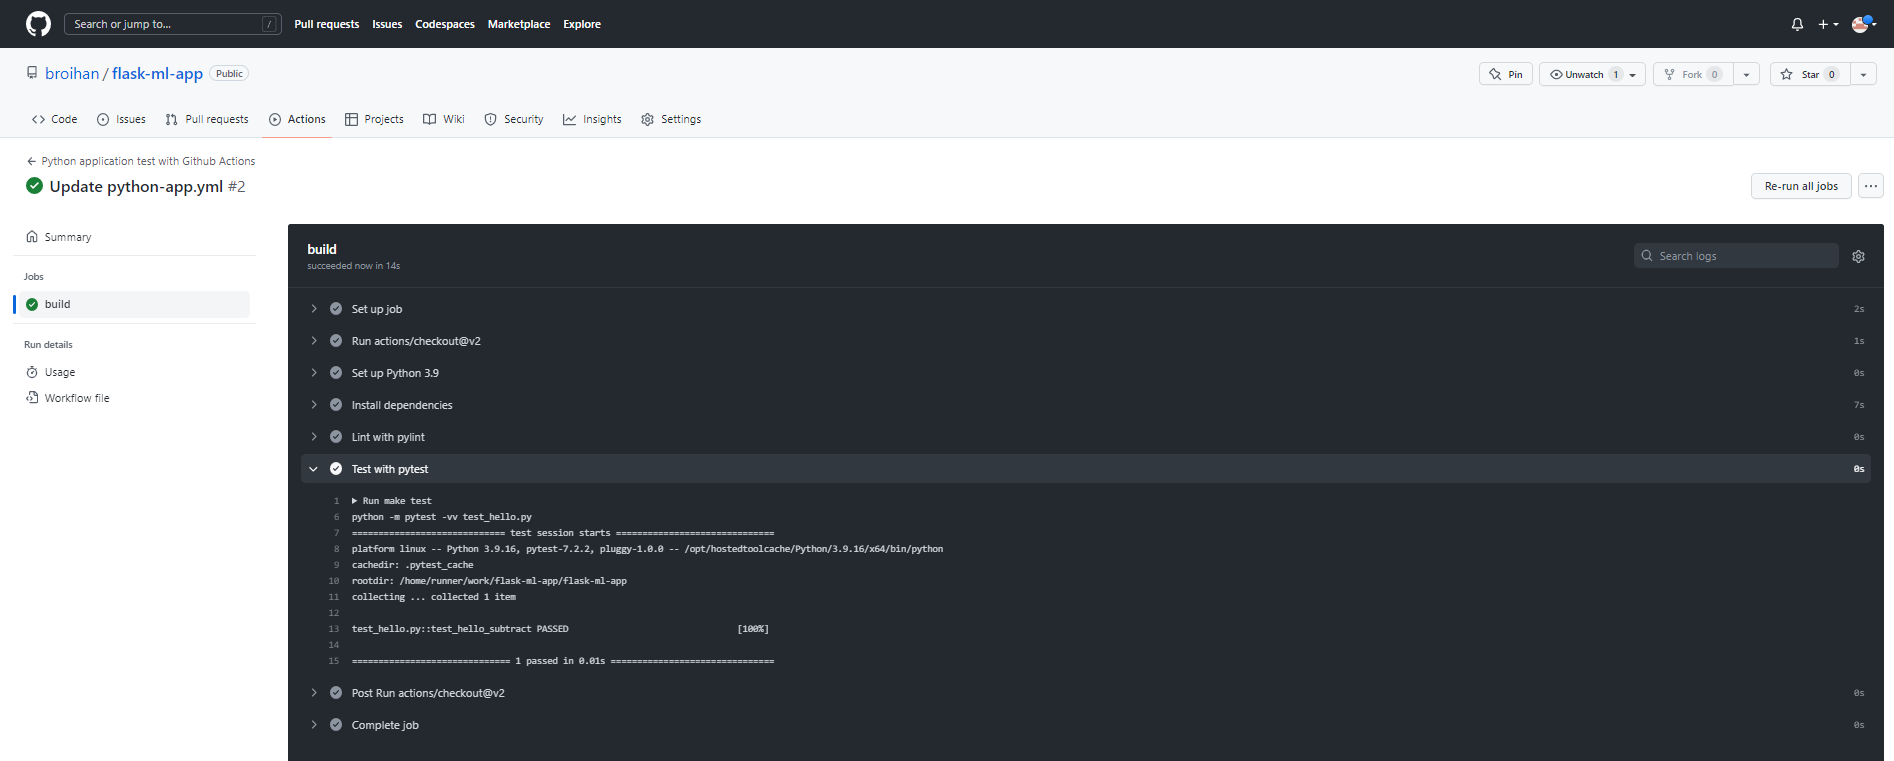 Search or jump to... /
Pull requests Issues Codespaces Marketplace Explore
broihan / flask-ml-app Public
Pin Unwatch 1 Fork 0 Star 0
Code Issues Pull requests Actions Projects Wiki Security Insights Settings
Python application test with Github Actions
Update python-app.yml #2
Re-run all jobs
Summary
Jobs
build
Run details
Usage
Workflow file
build
succeeded now in 14s
Search logs
Set up job 2s
Run actions/checkout@v2 1s
Set up Python 3.9 0s
Install dependencies 7s
Lint with pylint 0s
Test with pytest 0s
1 ▶ Run make test
6 python -m pytest -vv test_hello.py
7 ============================= test session starts ==============================
8 platform linux -- Python 3.9.16, pytest-7.2.2, pluggy-1.0.0 -- /opt/hostedtoolcache/Python/3.9.16/x64/bin/python
9 cachedir: .pytest_cache
10 rootdir: /home/runner/work/flask-ml-app/flask-ml-app
11 collecting ... collected 1 item
12
13 test_hello.py::test_hello_subtract PASSED [100%]
14
15 ============================== 1 passed in 0.01s ===============================
Post Run actions/checkout@v2 0s
Complete job 0s